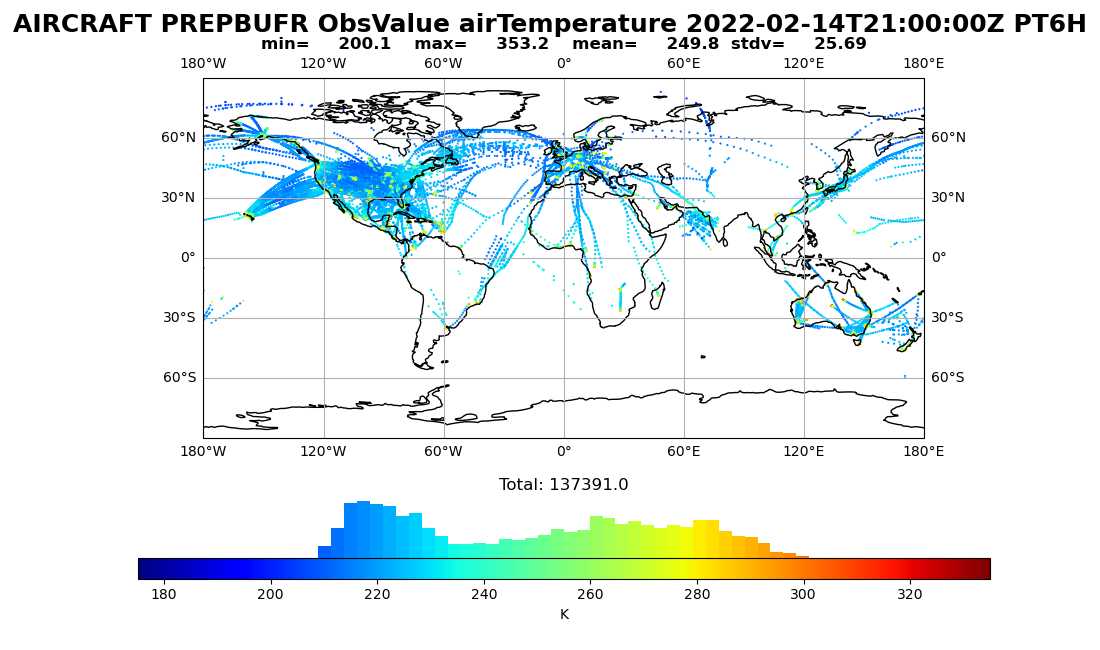 AIRCRAFT PREPBUFR ObsValue airTemperature 2022-02-14T21:00:00Z PT6H
min= 200.1 max= 353.2 mean= 249.8 stdv= 25.69
180°W 120°W 60°W 0° 60°E 120°E 180°E
60°N 60°N
30°N 30°N
0° 0°
30°S 30°S
60°S 60°S
180°W 120°W 60°W 0° 60°E 120°E 180°E
Total: 137391.0
180 200 220 240 260 280 300 320
K